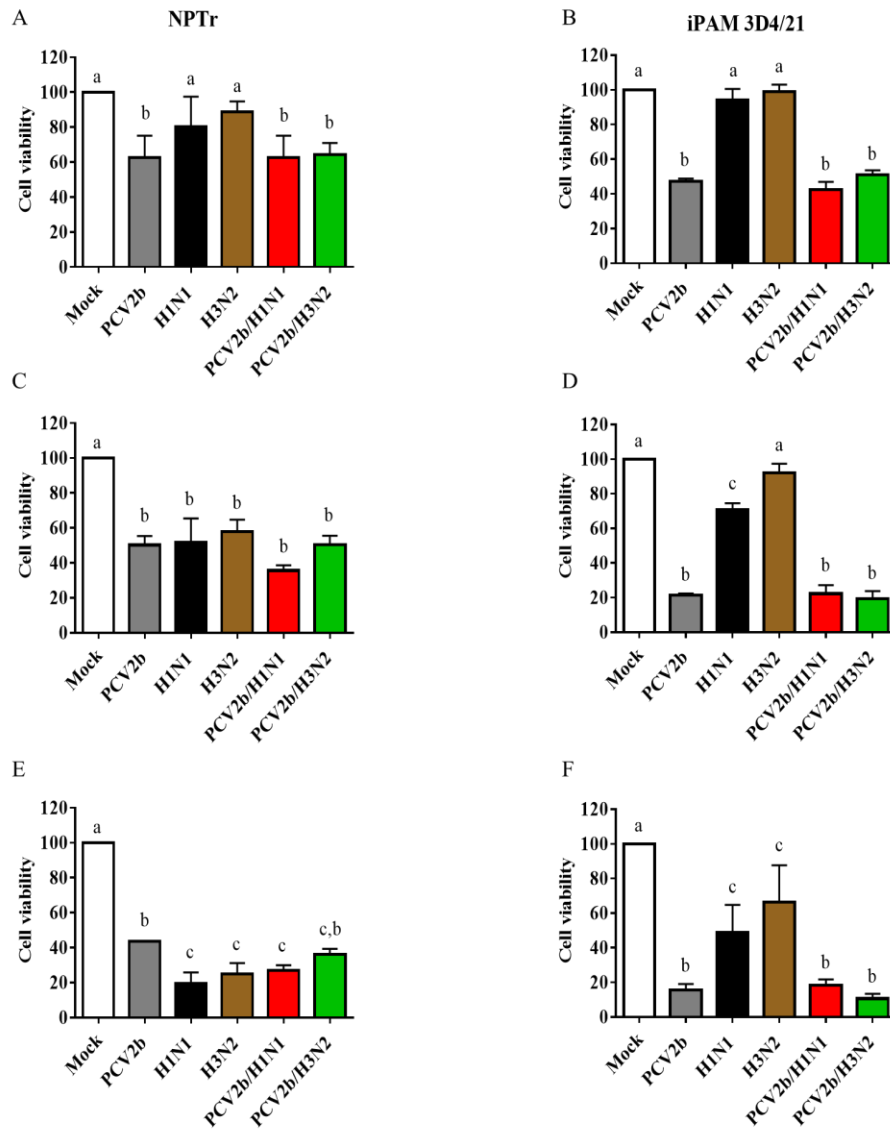 A
NPTr
Cell viability
120
100
80
60
40
20
0
a
b
a
a
b
b
Mock
PCV2b
H1N1
H3N2
PCV2b/H1N1
PCV2b/H3N2
B
iPAM 3D4/21
Cell viability
120
100
80
60
40
20
0
a
b
a
a
b
b
Mock
PCV2b
H1N1
H3N2
PCV2b/H1N1
PCV2b/H3N2
C
Cell viability
120
100
80
60
40
20
0
a
b
b
b
b
b
Mock
PCV2b
H1N1
H3N2
PCV2b/H1N1
PCV2b/H3N2
D
Cell viability
120
100
80
60
40
20
0
a
b
c
a
b
b
Mock
PCV2b
H1N1
H3N2
PCV2b/H1N1
PCV2b/H3N2
E
Cell viability
120
100
80
60
40
20
0
a
b
c
c
c
c,b
Mock
PCV2b
H1N1
H3N2
PCV2b/H1N1
PCV2b/H3N2
F
Cell viability
120
100
80
60
40
20
0
a
b
c
c
b
b
Mock
PCV2b
H1N1
H3N2
PCV2b/H1N1
PCV2b/H3N2